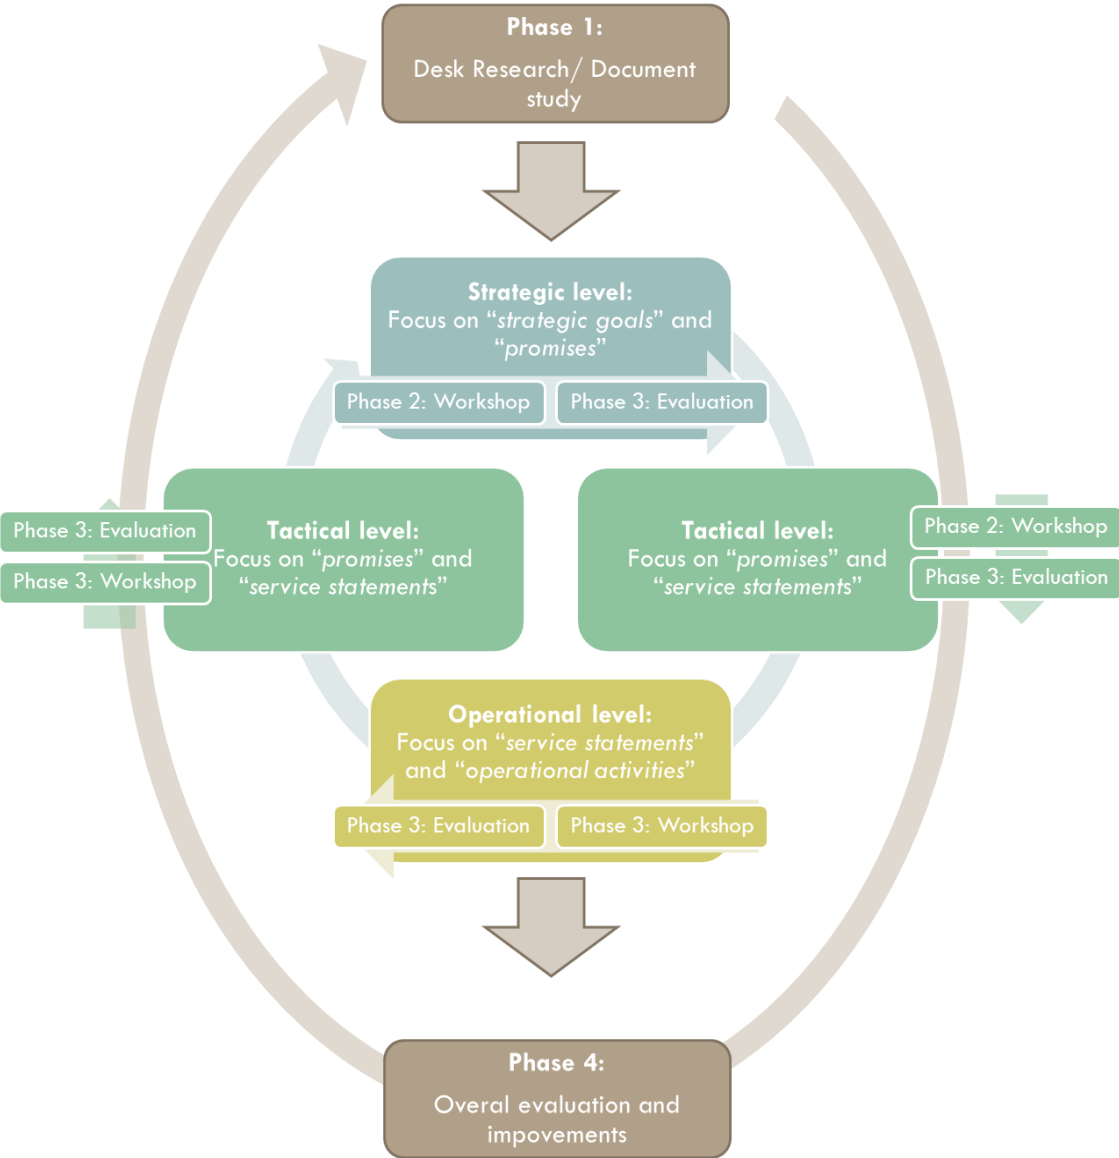 Phase 1:
Desk Research/ Document
study
Strategic level:
Focus on “strategic goals” and
“promises”
Phase 2: Workshop
Phase 3: Evaluation
Phase 3: Evaluation
Phase 3: Workshop
Tactical level:
Focus on “promises” and
“service statements”
Tactical level:
Focus on “promises” and
“service statements”
Phase 2: Workshop
Phase 3: Evaluation
Operational level:
Focus on “service statements”
and “operational activities”
Phase 3: Evaluation
Phase 3: Workshop
Phase 4:
Overal evaluation and
impovements